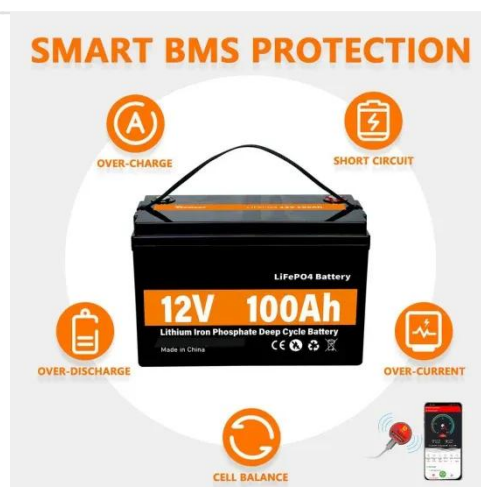 SMART BMS PROTECTION
A
OVER-CHARGE
SHORT CIRCUIT
LiFePO4 Battery
12V 100Ah
Lithium Iron Phosphate Deep Cycle Battery
Made in China
CE
OVER-DISCHARGE
OVER-CURRENT
CELL BALANCE